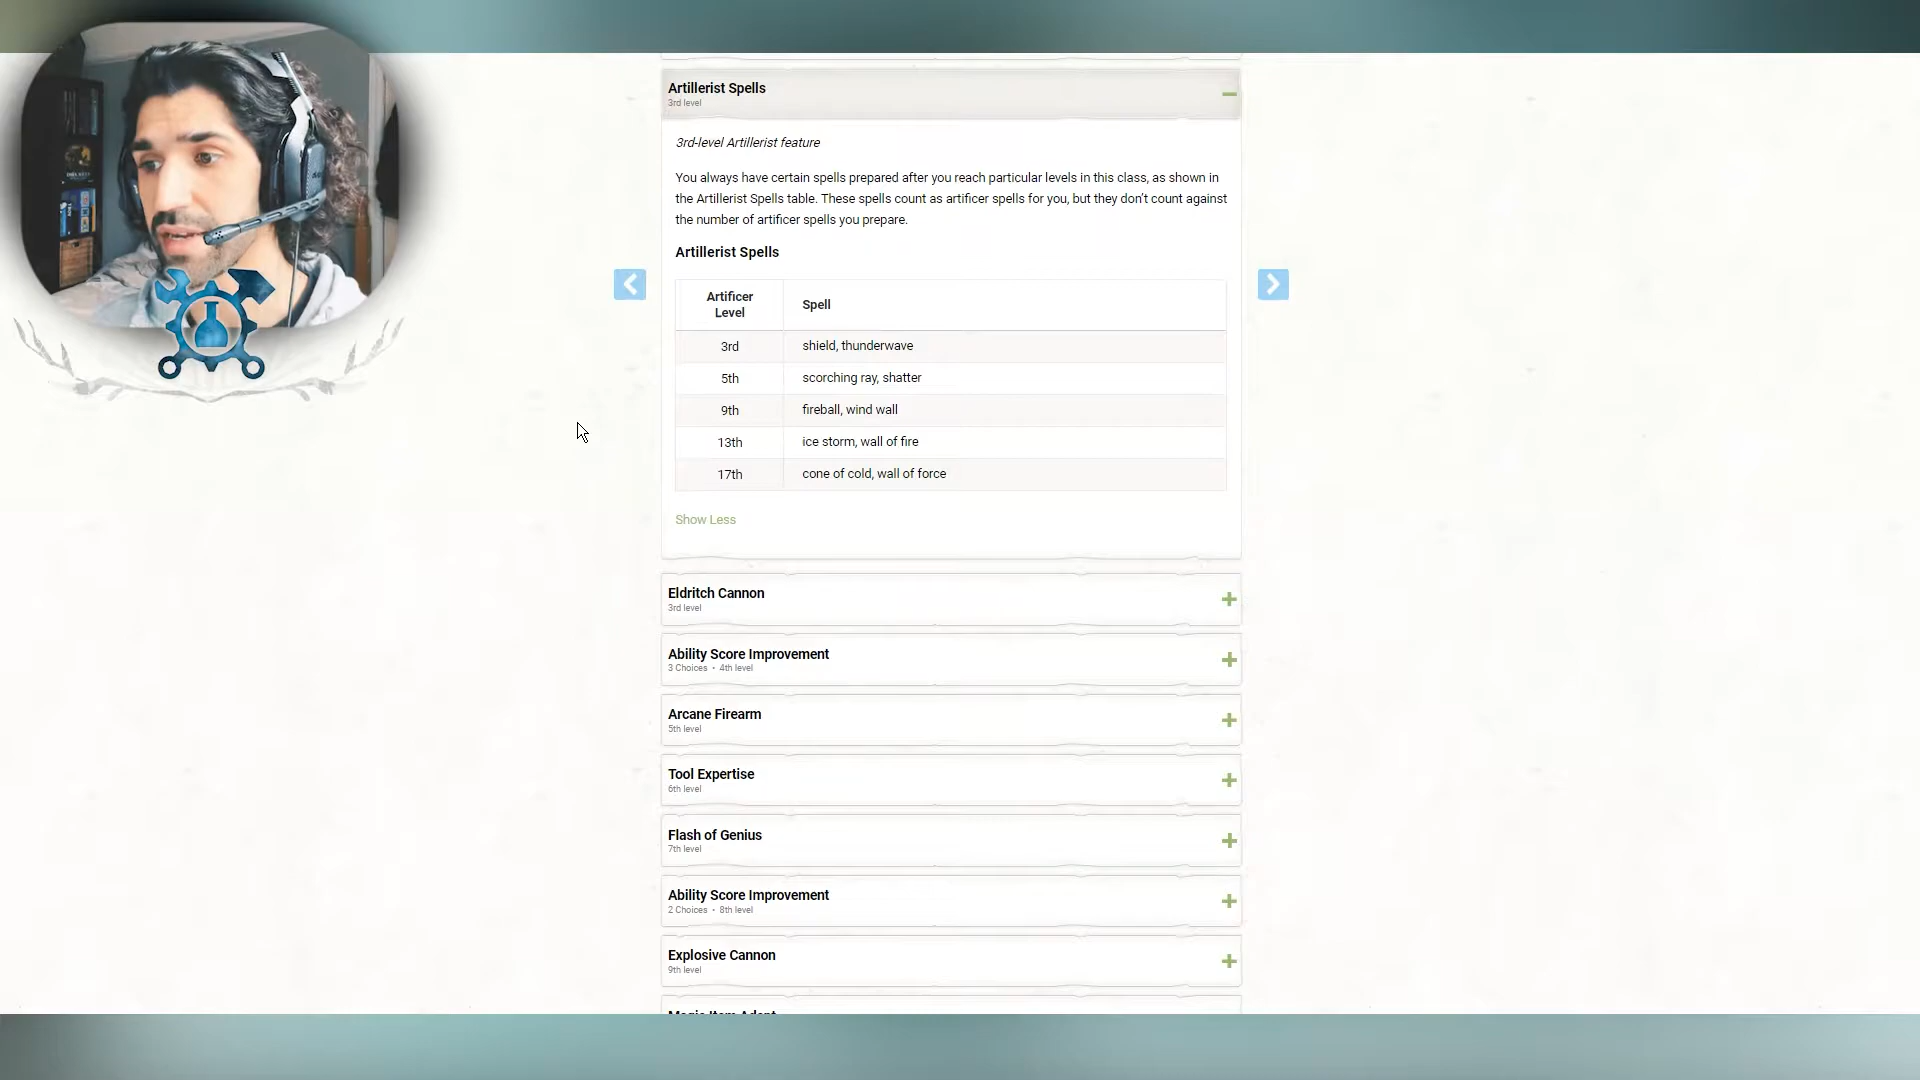 Artillerist Spells
3rd level
3rd-level Artillerist feature
You always have certain spells prepared after you reach particular levels in this class, as shown in
the Artillerist Spells table. These spells count as artificer spells for you, but they don’t count against
the number of artificer spells you prepare.
Artillerist Spells
Artificer
Level
Spell
3rd shield, thunderwave
5th scorching ray, shatter
9th fireball, wind wall
13th ice storm, wall of fire
17th cone of cold, wall of force
Show Less
Eldritch Cannon
3rd level
Ability Score Improvement
3 Choices • 4th level
Arcane Firearm
5th level
Tool Expertise
6th level
Flash of Genius
7th level
Ability Score Improvement
2 Choices • 8th level
Explosive Cannon
9th level
Magic Item Adept